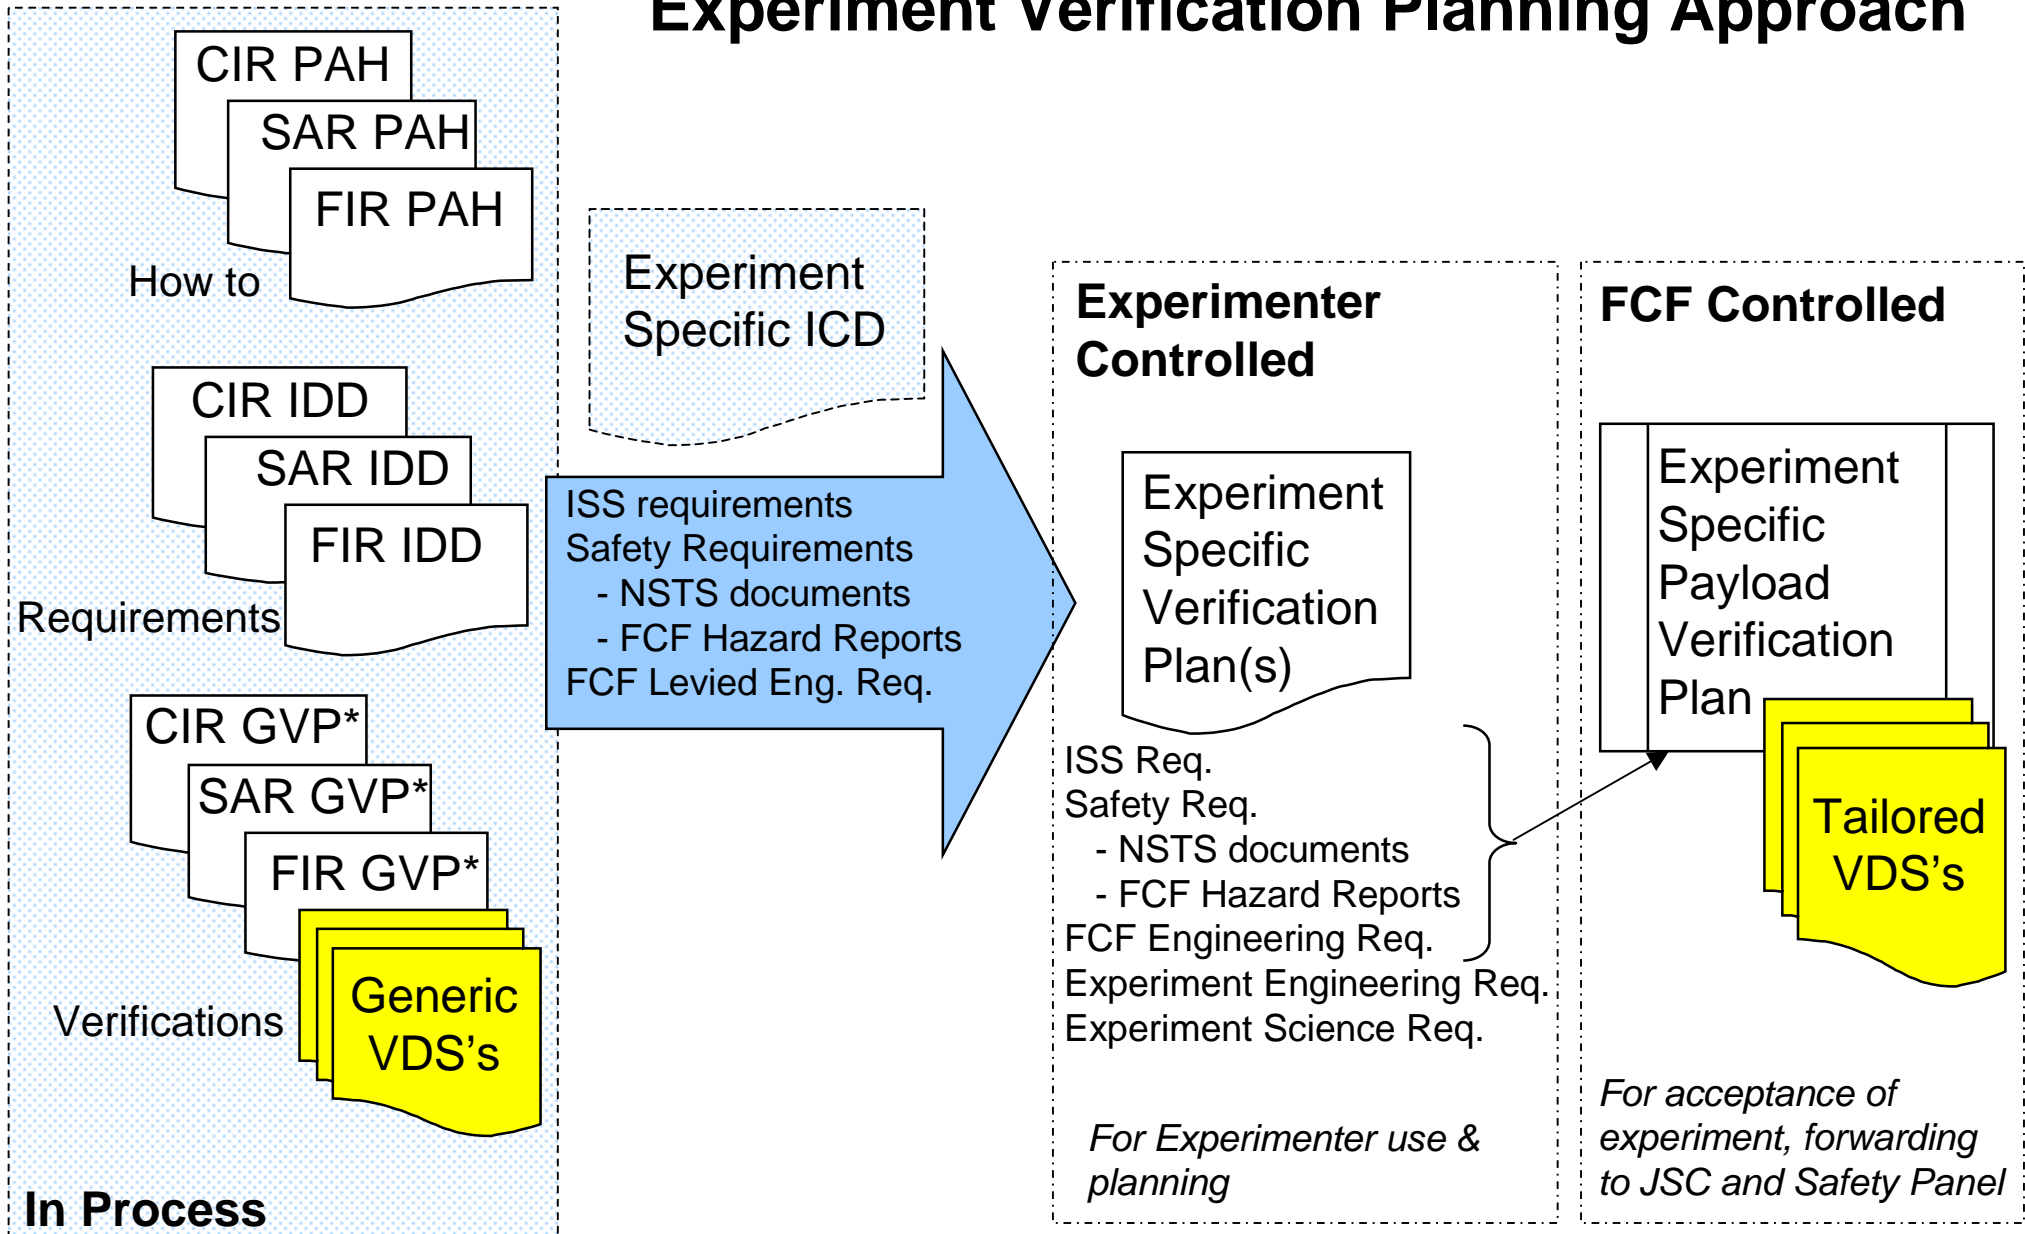 Experiment Verification Planning Approach
CIR PAH
SAR PAH
FIR PAH
How to
CIR IDD
SAR IDD
FIR IDD
Requirements
CIR GVP*
SAR GVP*
FIR GVP*
Generic
VDS's
Verifications
In Process
Experiment
Specific ICD
ISS requirements
Safety Requirements
- NSTS documents
- FCF Hazard Reports
FCF Levied Eng. Req.
Experimenter
Controlled
Experiment
Specific
Verification
Plan(s)
ISS Req.
Safety Req.
- NSTS documents
- FCF Hazard Reports
FCF Engineering Req.
Experiment Engineering Req.
Experiment Science Req.
For Experimenter use &
planning
FCF Controlled
Experiment
Specific
Payload
Verification
Plan
Tailored
VDS's
For acceptance of
experiment, forwarding
to JSC and Safety Panel